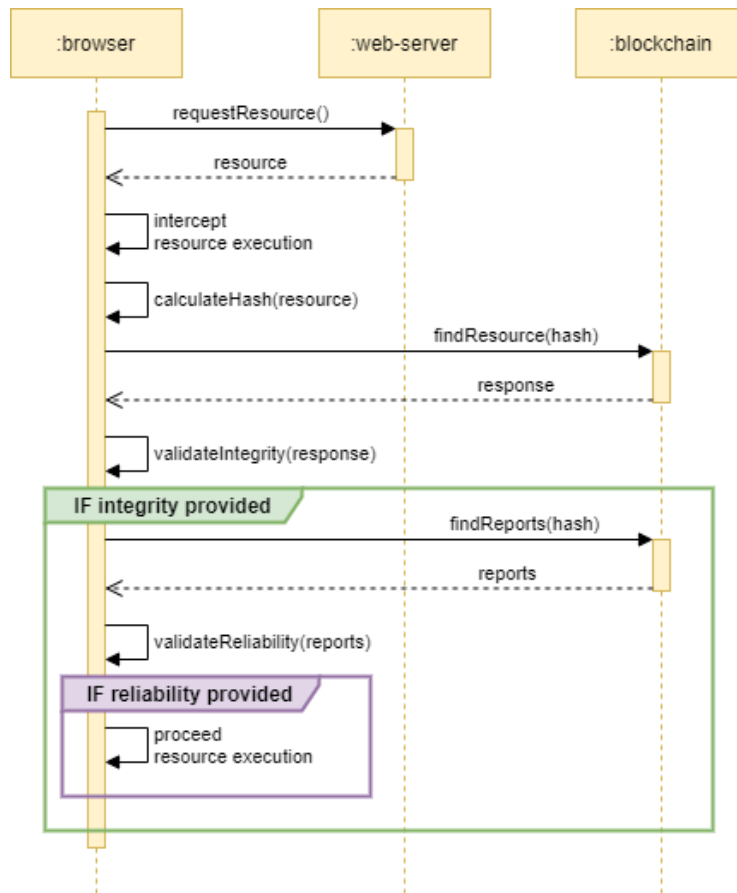 :browser
:web-server
:blockchain
requestResource()
resource
intercept
resource execution
calculateHash(resource)
findResource(hash)
response
validateIntegrity(response)
IF integrity provided
findReports(hash)
reports
validateReliability(reports)
IF reliability provided
proceed
resource execution